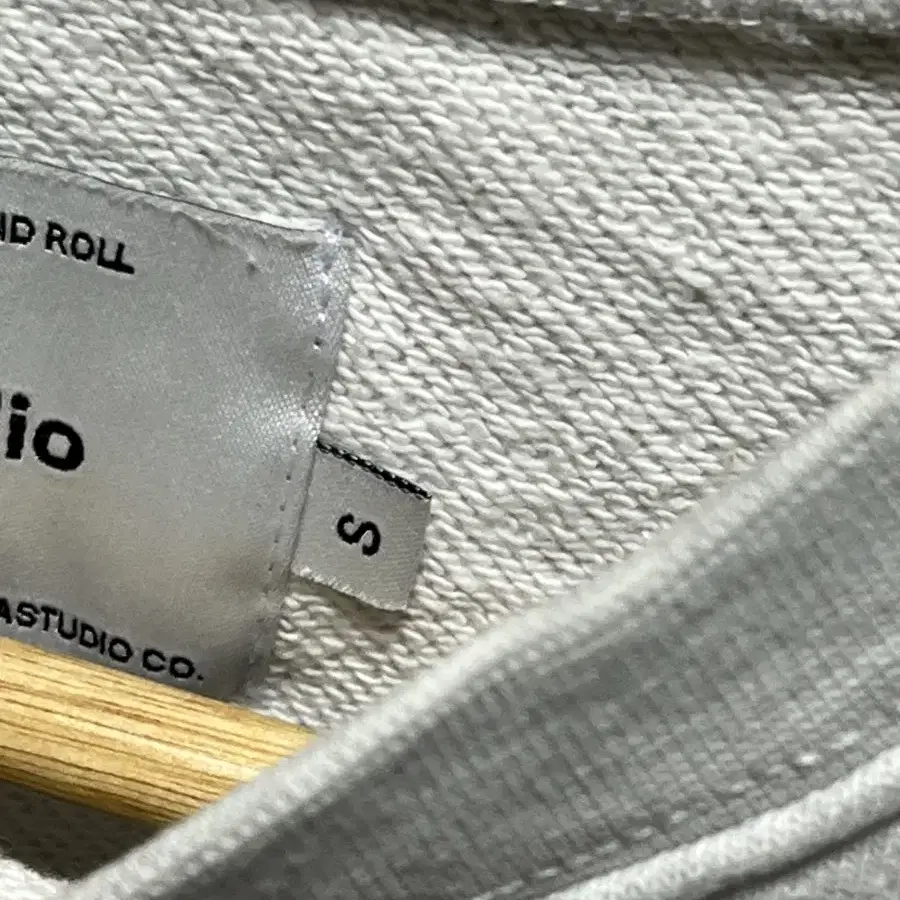 ND ROLL
io
S
ASTUDIO CO.